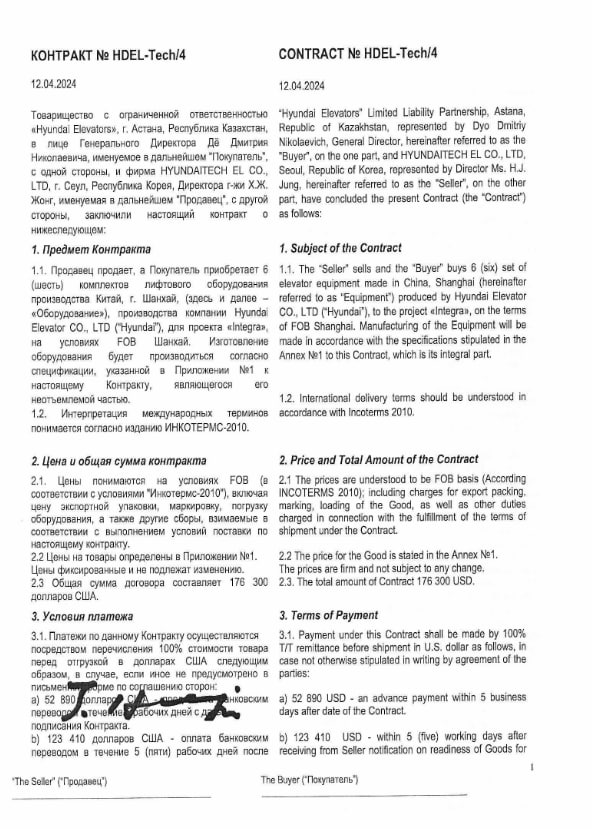 КОНТРАКТ № HDEL-Tech/4
12.04.2024
Товарищество с ограниченной ответственностью
«Hyundai Elevators», г. Астана, Республика Казахстан,
в лице Генерального Директора Дё Дмитрия
Николаевича, именуемое в дальнейшем "Покупатель",
с одной стороны, и фирма HYUNDAITECH EL CO.,
LTD, г. Сеул, Республика Корея, Директора г-жи Х.Ж.
Жонг, именуемая в дальнейшем "Продавец", с другой
стороны, заключили настоящий контракт о
нижеследующем:
1. Предмет Контракта
1.1. Продавец продает, а Покупатель приобретает 6
(шесть) комплектов лифтового оборудования
производства Китай, г. Шанхай, (здесь и далее –
«Оборудование»), производства компании Hyundai
Elevator CO., LTD ("Hyundai"), для проекта «Integra»,
на условиях FOB Шанхай. Изготовление
оборудования будет производиться согласно
спецификации, указанной в Приложении №1 к
настоящему Контракту, являющегося его
неотъемлемой частью.
1.2. Интерпретация международных терминов
понимается согласно изданию ИНКОТЕРМС-2010.
2. Цена и общая сумма контракта
2.1. Цены понимаются на условиях FOB (в
соответствии с условиями "Инкотермс-2010"), включая
цену экспортной упаковки, маркировку, погрузку
оборудования, а также другие сборы, взимаемые в
соответствии с выполнением условий поставки по
настоящему контракту.
2.2 Цены на товары определены в Приложении №1.
Цены фиксированные и не подлежат изменению.
2.3 Общая сумма договора составляет 176 300
долларов США.
3. Условия платежа
3.1. Платежи по данному Контракту осуществляются
посредством перечисления 100% стоимости товара
перед отгрузкой в долларах США следующим
образом, в случае, если иное не предусмотрено в
письменной форме по соглашению сторон:
a) 52 890 долларов США - банковским
переводом в течение рабочих дней с
подписания Контракта.
b) 123 410 долларов США - оплата банковским
переводом в течение 5 (пяти) рабочих дней после
CONTRACT № HDEL-Tech/4
12.04.2024
"Hyundai Elevators" Limited Liability Partnership, Astana,
Republic of Kazakhstan, represented by Dyo Dmitriy
Nikolaevich, General Director, hereinafter referred to as the
"Buyer", on the one part, and HYUNDAITECH EL CO., LTD,
Seoul, Republic of Korea, represented by Director Ms. H.J.
Jung, hereinafter referred to as the "Seller", on the other
part, have concluded the present Contract (the "Contract")
as follows:
1. Subject of the Contract
1.1. The "Seller" sells and the "Buyer" buys 6 (six) set of
elevator equipment made in China, Shanghai (hereinafter
referred to as "Equipment") produced by Hyundai Elevator
CO., LTD ("Hyundai"), to the project «Integra», on the terms
of FOB Shanghai. Manufacturing of the Equipment will be
made in accordance with the specifications stipulated in the
Annex №1 to this Contract, which is its integral part.
1.2. International delivery terms should be understood in
accordance with Incoterms 2010.
2. Price and Total Amount of the Contract
2.1 The prices are understood to be FOB basis (According
INCOTERMS 2010); including charges for export packing,
marking, loading of the Good, as well as other duties
charged in connection with the fulfillment of the terms of
shipment under the Contract.
2.2 The price for the Good is stated in the Annex №1.
The prices are firm and not subject to any change.
2.3. The total amount of Contract 176 300 USD.
3. Terms of Payment
3.1. Payment under this Contract shall be made by 100%
T/T remittance before shipment in U.S. dollar as follows, in
case not otherwise stipulated in writing by agreement of the
parties:
a) 52 890 USD - an advance payment within 5 business
days after date of the Contract.
b) 123 410 USD - within 5 (five) working days after
receiving from Seller notification on readiness of Goods for
1
"The Seller" ("Продавец")
The Buyer ("Покупатель")